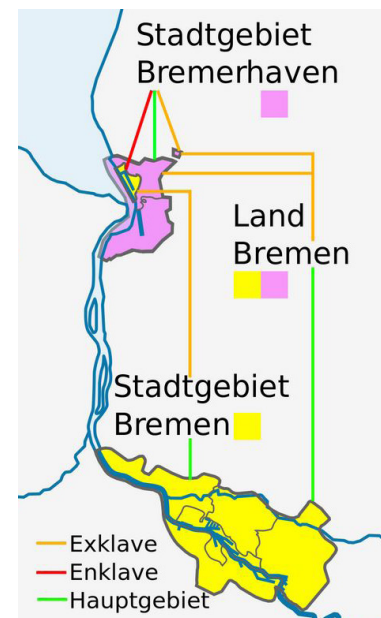 Stadtgebiet
Bremerhaven
Land
Bremen
Stadtgebiet
Bremen
Exklave
Enklave
Hauptgebiet